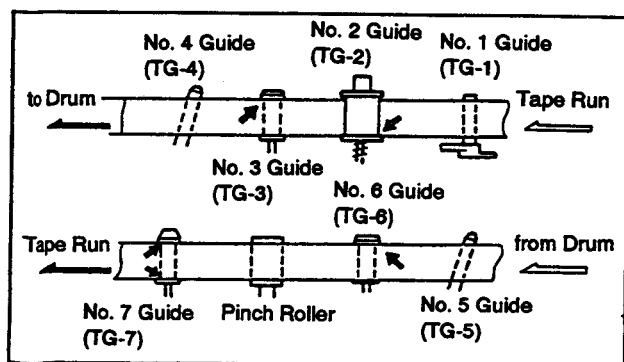 No. 4 Guide
(TG-4)
No. 2 Guide
(TG-2)
No. 1 Guide
(TG-1)
to Drum
Tape Run
No. 3 Guide
(TG-3)
No. 6 Guide
(TG-6)
Tape Run
from Drum
No. 7 Guide
(TG-7)
Pinch Roller
No. 5 Guide
(TG-5)